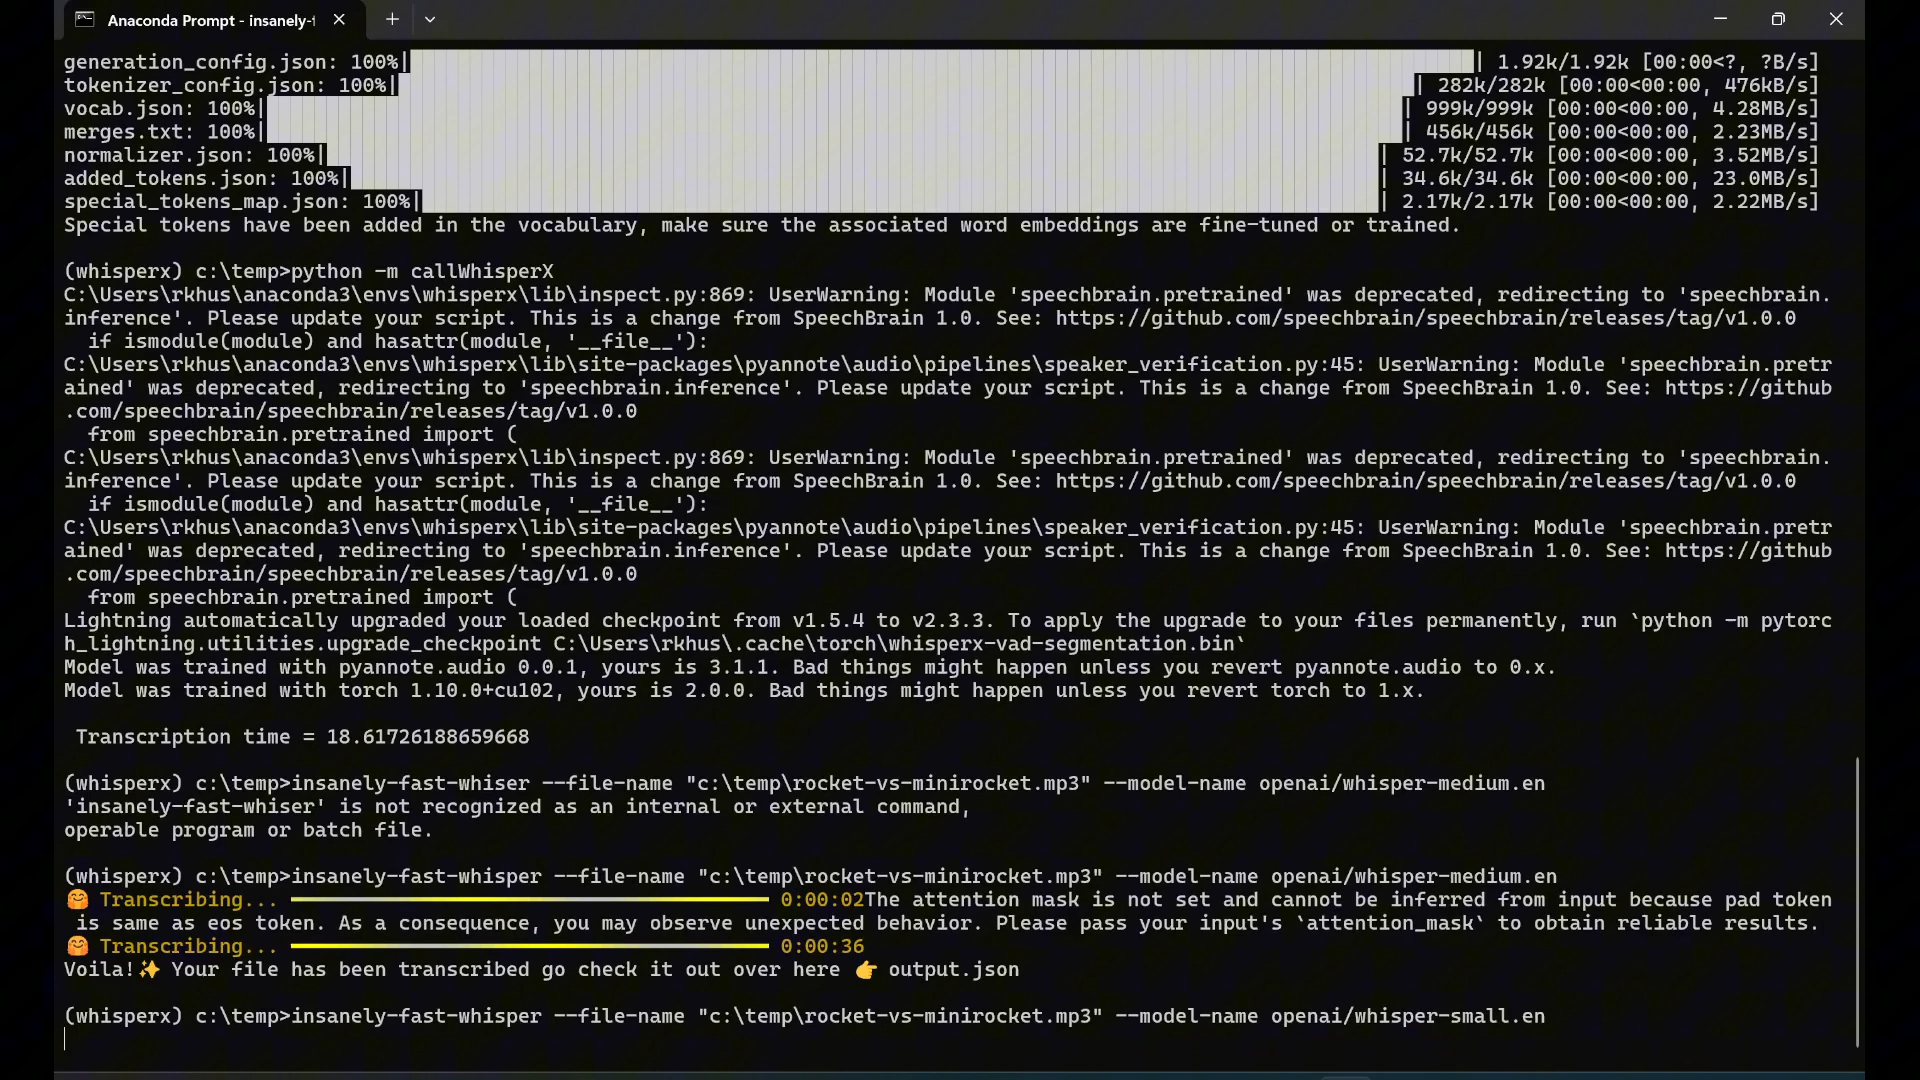 Anaconda Prompt - insanely-f
generation_config.json: 100%| | 1.92k/1.92k [00:00<?, ?B/s]
tokenizer_config.json: 100%| | 282k/282k [00:00<00:00, 476kB/s]
vocab.json: 100%| | 999k/999k [00:00<00:00, 4.28MB/s]
merges.txt: 100%| | 456k/456k [00:00<00:00, 2.23MB/s]
normalizer.json: 100%| | 52.7k/52.7k [00:00<00:00, 3.52MB/s]
added_tokens.json: 100%| | 34.6k/34.6k [00:00<00:00, 23.0MB/s]
special_tokens_map.json: 100%| | 2.17k/2.17k [00:00<00:00, 2.22MB/s]
Special tokens have been added in the vocabulary, make sure the associated word embeddings are fine-tuned or trained.
(whisperx) c:\temp>python -m callWhisperX
C:\Users\rkhus\anaconda3\envs\whisperx\lib\inspect.py:869: UserWarning: Module 'speechbrain.pretrained' was deprecated, redirecting to 'speechbrain.
inference'. Please update your script. This is a change from SpeechBrain 1.0. See: https://github.com/speechbrain/speechbrain/releases/tag/v1.0.0
if ismodule(module) and hasattr(module, '__file__'):
C:\Users\rkhus\anaconda3\envs\whisperx\lib\site-packages\pyannote\audio\pipelines\speaker_verification.py:45: UserWarning: Module 'speechbrain.pretr
ained' was deprecated, redirecting to 'speechbrain.inference'. Please update your script. This is a change from SpeechBrain 1.0. See: https://github
.com/speechbrain/speechbrain/releases/tag/v1.0.0
from speechbrain.pretrained import (
C:\Users\rkhus\anaconda3\envs\whisperx\lib\inspect.py:869: UserWarning: Module 'speechbrain.pretrained' was deprecated, redirecting to 'speechbrain.
inference'. Please update your script. This is a change from SpeechBrain 1.0. See: https://github.com/speechbrain/speechbrain/releases/tag/v1.0.0
if ismodule(module) and hasattr(module, '__file__'):
C:\Users\rkhus\anaconda3\envs\whisperx\lib\site-packages\pyannote\audio\pipelines\speaker_verification.py:45: UserWarning: Module 'speechbrain.pretr
ained' was deprecated, redirecting to 'speechbrain.inference'. Please update your script. This is a change from SpeechBrain 1.0. See: https://github
.com/speechbrain/speechbrain/releases/tag/v1.0.0
from speechbrain.pretrained import (
Lightning automatically upgraded your loaded checkpoint from v1.5.4 to v2.3.3. To apply the upgrade to your files permanently, run `python -m pytorc
h_lightning.utilities.upgrade_checkpoint C:\Users\rkhus\.cache\torch\whisperx-vad-segmentation.bin`
Model was trained with pyannote.audio 0.0.1, yours is 3.1.1. Bad things might happen unless you revert pyannote.audio to 0.x.
Model was trained with torch 1.10.0+cu102, yours is 2.0.0. Bad things might happen unless you revert torch to 1.x.
Transcription time = 18.61726188659668
(whisperx) c:\temp>insanely-fast-whiser --file-name "c:\temp\rocket-vs-minirocket.mp3" --model-name openai/whisper-medium.en
'insanely-fast-whiser' is not recognized as an internal or external command,
operable program or batch file.
(whisperx) c:\temp>insanely-fast-whisper --file-name "c:\temp\rocket-vs-minirocket.mp3" --model-name openai/whisper-medium.en
🤗 Transcribing... 0:00:02The attention mask is not set and cannot be inferred from input because pad token
is same as eos token. As a consequence, you may observe unexpected behavior. Please pass your input's `attention_mask` to obtain reliable results.
🤗 Transcribing... 0:00:36
Voila!✨ Your file has been transcribed go check it out over here 👉 output.json
(whisperx) c:\temp>insanely-fast-whisper --file-name "c:\temp\rocket-vs-minirocket.mp3" --model-name openai/whisper-small.en